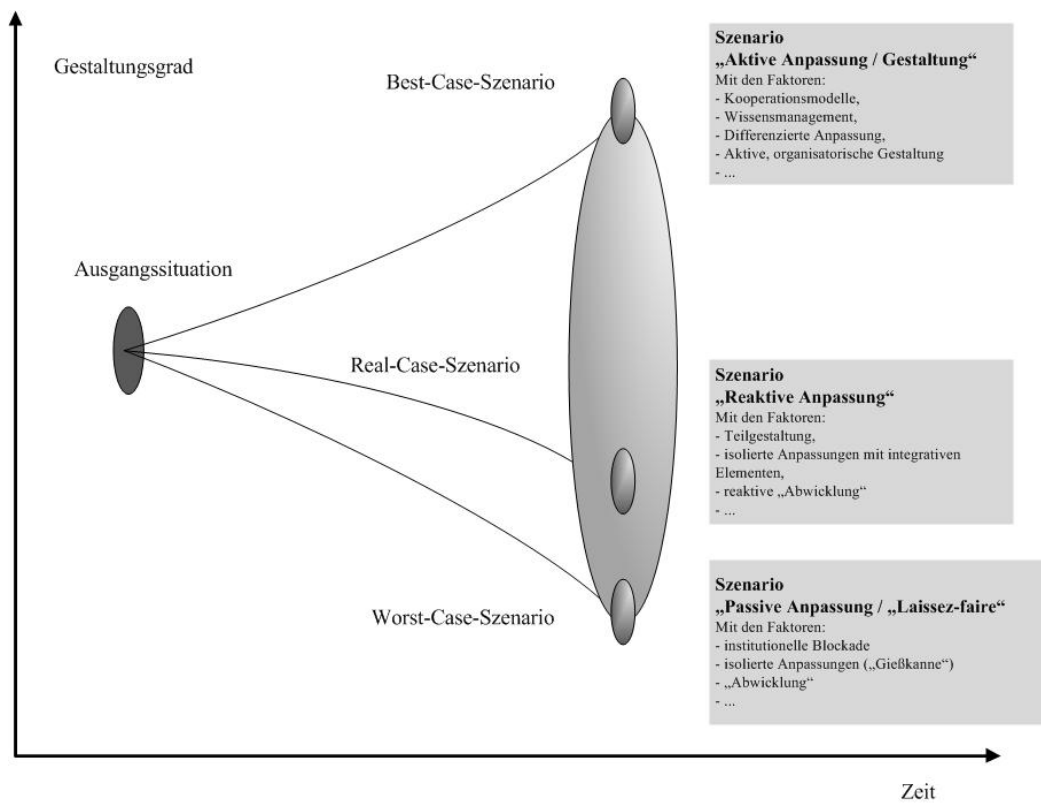 Gestaltungsgrad
Best-Case-Szenario
Ausgangssituation
Real-Case-Szenario
Worst-Case-Szenario
Szenario
„Aktive Anpassung / Gestaltung“
Mit den Faktoren:
- Kooperationsmodelle,
- Wissensmanagement,
- Differenzierte Anpassung,
- Aktive, organisatorische Gestaltung
- ...
Szenario
„Reaktive Anpassung“
Mit den Faktoren:
- Teilgestaltung,
- isolierte Anpassungen mit integrativen
Elementen,
- reaktive „Abwicklung“
- ...
Szenario
„Passive Anpassung / „Laissez-faire“
Mit den Faktoren:
- institutionelle Blockade
- isolierte Anpassungen („Gießkanne“)
- „Abwicklung“
- ...
Zeit